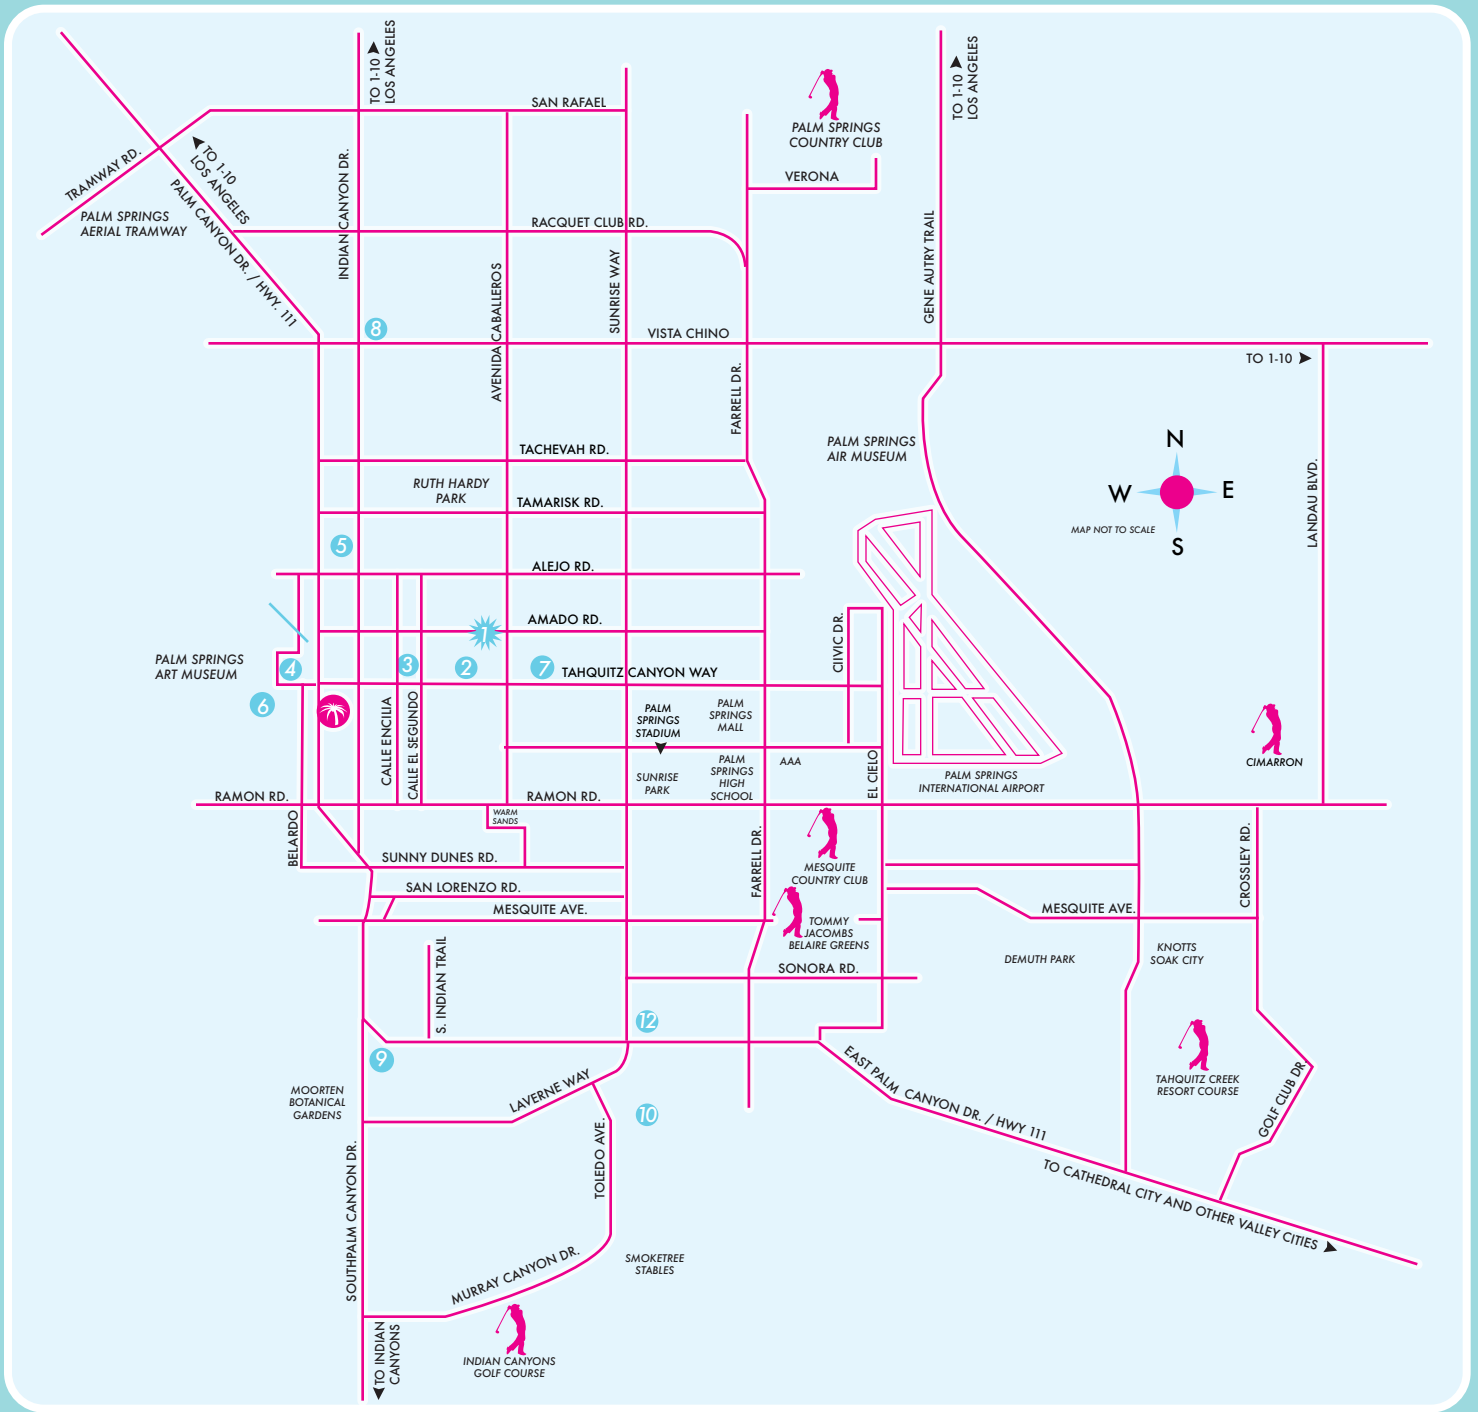 TO 1-10
LOS ANGELES
TO 1-10
LOS ANGELES
SAN RAFAEL
PALM SPRINGS
COUNTRY CLUB
TRAMWAY RD.
TO 1-10
LOS ANGELES
VERONA
PALM SPRINGS
AERIAL TRAMWAY
PALM CANYON DR. / HWY. 111
INDIAN CANYON DR.
RACQUET CLUB RD.
AVENIDA CABALLEROS
SUNRISE WAY
GENE AUTRY TRAIL
8
VISTA CHINO
TO 1-10
FARRELL DR.
TACHEVAH RD.
PALM SPRINGS
AIR MUSEUM
N
W
E
S
MAP NOT TO SCALE
LANDAU BLVD.
RUTH HARDY
PARK
TAMARISK RD.
5
ALEJO RD.
1
AMADO RD.
CIIVIC DR.
PALM SPRINGS
ART MUSEUM
4
3
2
7
TAHQUITZ CANYON WAY
6
CALLE ENCILIA
CALLE EL SEGUNDO
PALM
SPRINGS
STADIUM
PALM
SPRINGS
MALL
SUNRISE
PARK
PALM
SPRINGS
HIGH
SCHOOL
AAA
EL CIELO
PALM SPRINGS
INTERNATIONAL AIRPORT
CIMARRON
RAMON RD.
RAMON RD.
WARM
SANDS
BELARDO
SUNNY DUNES RD.
FARRELL DR.
MESQUITE
COUNTRY CLUB
CROSSLEY RD.
SAN LORENZO RD.
MESQUITE AVE.
TOMMY
JACOMBS
BELAIRE GREENS
MESQUITE AVE.
S. INDIAN TRAIL
SONORA RD.
DEMUTH PARK
KNOTTS
SOAK CITY
12
9
EAST PALM CANYON DR. / HWY 111
TAHQUITZ CREEK
RESORT COURSE
GOLF CLUB DR.
MOORTEN
BOTANICAL
GARDENS
LAVERNE WAY
10
TOLEDO AVE.
TO CATHEDRAL CITY AND OTHER VALLEY CITIES
SOUTHPALM CANYON DR.
MURRAY CANYON DR.
SMOKETREE
STABLES
TO INDIAN
CANYONS
INDIAN CANYONS
GOLF COURSE